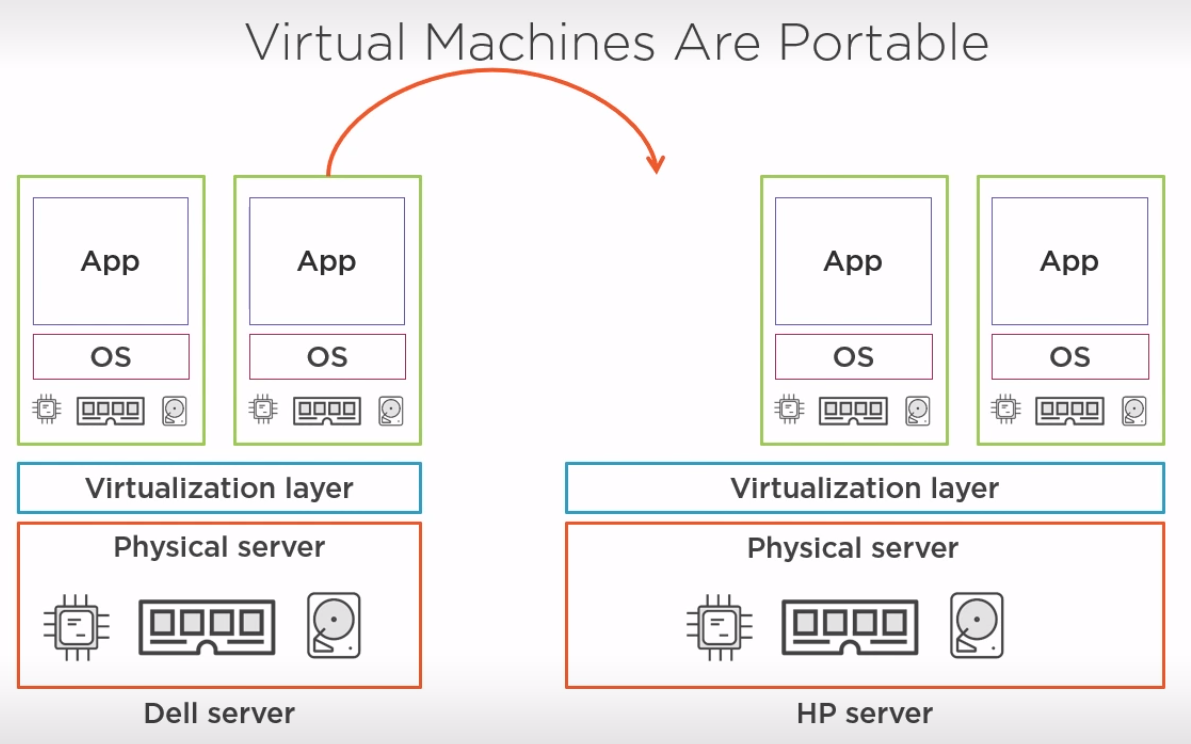 Virtual Machines Are Portable
App
App
App
App
OS
OS
OS
OS
Virtualization layer
Virtualization layer
Physical server
Physical server
Dell server
HP server